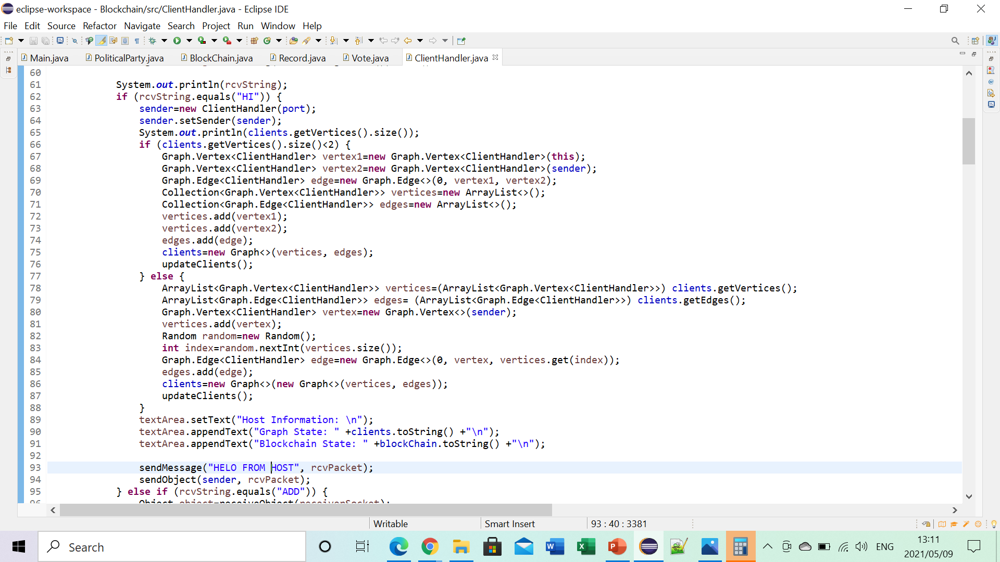 eclipse-workspace - Blockchain/src/ClientHandler.java - Eclipse IDE
File Edit Source Refactor Navigate Search Project Run Window Help
Main.java PoliticalParty.java BlockChain.java Record.java Vote.java ClientHandler.java
60
61 System.out.println(rcvString);
62 if (rcvString.equals("HI")) {
63 sender=new ClientHandler(port);
64 sender.setSender(sender);
65 System.out.println(clients.getVertices().size());
66 if (clients.getVertices().size()<2) {
67 Graph.Vertex<ClientHandler> vertex1=new Graph.Vertex<ClientHandler>(this);
68 Graph.Vertex<ClientHandler> vertex2=new Graph.Vertex<ClientHandler>(sender);
69 Graph.Edge<ClientHandler> edge=new Graph.Edge<>(0, vertex1, vertex2);
70 Collection<Graph.Vertex<ClientHandler>> vertices=new ArrayList<>();
71 Collection<Graph.Edge<ClientHandler>> edges=new ArrayList<>();
72 vertices.add(vertex1);
73 vertices.add(vertex2);
74 edges.add(edge);
75 clients=new Graph<>(vertices, edges);
76 updateClients();
77 } else {
78 ArrayList<Graph.Vertex<ClientHandler>> vertices=(ArrayList<Graph.Vertex<ClientHandler>>) clients.getVertices();
79 ArrayList<Graph.Edge<ClientHandler>> edges= (ArrayList<Graph.Edge<ClientHandler>>) clients.getEdges();
80 Graph.Vertex<ClientHandler> vertex=new Graph.Vertex<>(sender);
81 vertices.add(vertex);
82 Random random=new Random();
83 int index=random.nextInt(vertices.size());
84 Graph.Edge<ClientHandler> edge=new Graph.Edge<>(0, vertex, vertices.get(index));
85 edges.add(edge);
86 clients=new Graph<>(new Graph<>(vertices, edges));
87 updateClients();
88 }
89 textArea.setText("Host Information: \n");
90 textArea.appendText("Graph State: " +clients.toString() +"\n");
91 textArea.appendText("Blockchain State: " +blockChain.toString() +"\n");
92
93 sendMessage("HELO FROM HOST", rcvPacket);
94 sendObject(sender, rcvPacket);
95 } else if (rcvString.equals("ADD")) {
96 Object object=receiveObject(receiverSocket);
Writable Smart Insert 93 : 40 : 3381
Search
ENG
13:11
2021/05/09